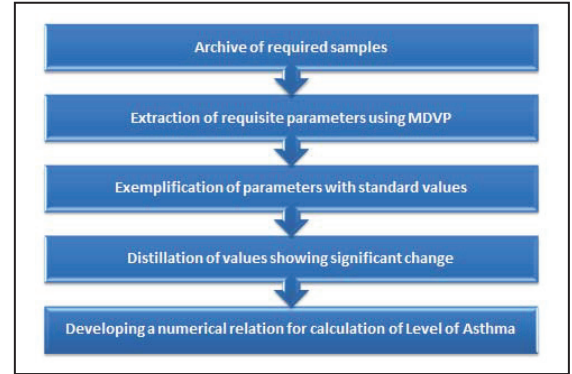 Archive of required samples
Extraction of requisite parameters using MDVP
Exemplification of parameters with standard values
Distillation of values showing significant change
Developing a numerical relation for calculation of Level of Asthma